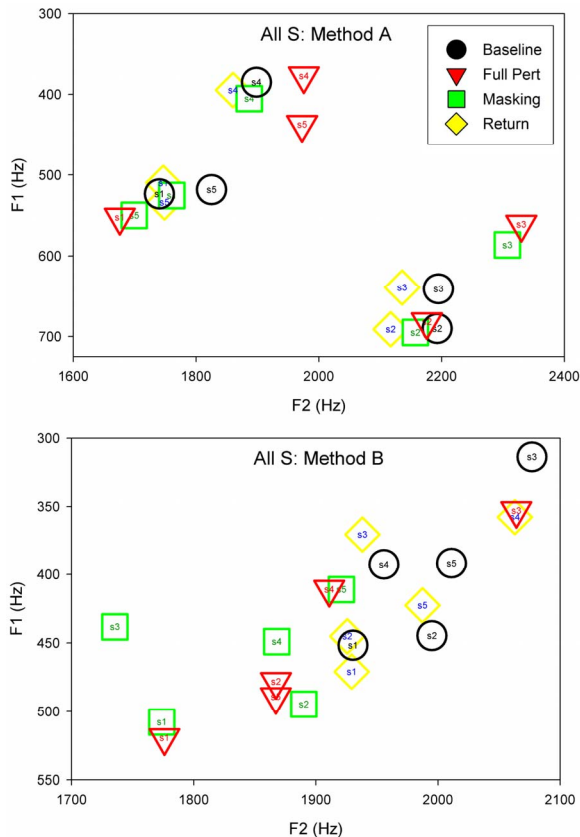 All S: Method A
Baseline
Full Pert
Masking
Return
300
400
500
600
700
F1 (Hz)
s4
s4
s4
s4
s5
s1
s1
s5
s5
s1
s5
s3
s3
s3
s3
s2
s2
s2
s2
1600
1800
2000
2200
2400
F2 (Hz)
All S: Method B
300
350
400
450
500
550
F1 (Hz)
s3
s3
s4
s3
s4
s5
s4
s5
s5
s3
s2
s2
s4
s1
s1
s2
s2
s1
s1
1700
1800
1900
2000
2100
F2 (Hz)